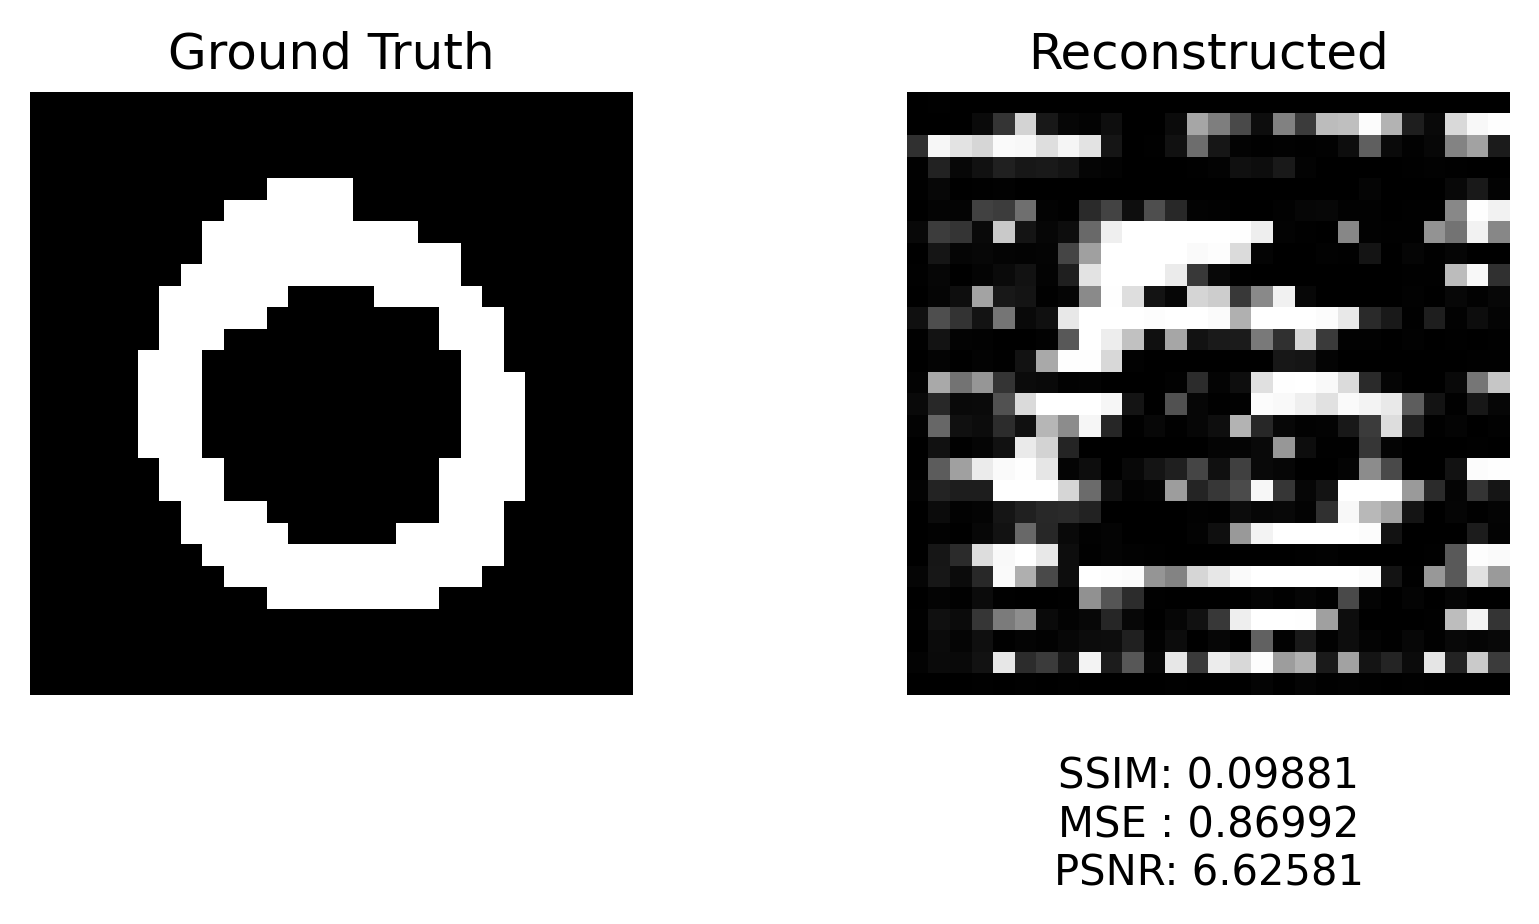 Ground Truth
Reconstructed
SSIM: 0.09881
MSE : 0.86992
PSNR: 6.62581